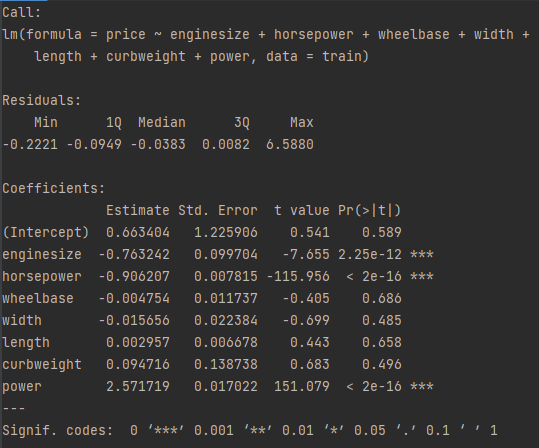 Call:
lm(formula = price ~ enginesize + horsepower + wheelbase + width +
    length + curbweight + power, data = train)

Residuals:
    Min      1Q  Median      3Q     Max
-0.2221 -0.0949 -0.0383  0.0082  6.5880

Coefficients:
             Estimate Std. Error  t value Pr(>|t|)
(Intercept)  0.663404   1.225906    0.541    0.589
enginesize  -0.763242   0.099704   -7.655 2.25e-12 ***
horsepower  -0.906207   0.007815 -115.956  < 2e-16 ***
wheelbase   -0.004754   0.011737   -0.405    0.686
width       -0.015656   0.022384   -0.699    0.485
length       0.002957   0.006678    0.443    0.658
curbweight   0.094716   0.138738    0.683    0.496
power        2.571719   0.017022  151.079  < 2e-16 ***
---
Signif. codes:  0 ‘***’ 0.001 ‘**’ 0.01 ‘*’ 0.05 ‘.’ 0.1 ‘ ’ 1